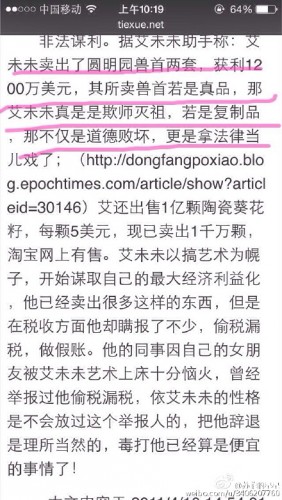 中国移动 上午10:19
tiexue.net
非法谋利。据艾未未助手称：艾
未未卖出了圆明园兽首两套，获利12
00万美元，其所卖兽首若是真品，那
艾未未真是是欺师灭祖，若是复制品
，那不仅是道德败坏，更是拿法律当
儿戏了；（http://dongfangpoxiao.blo
g.epochtimes.com/article/show?articl
eid=30146）艾还出售1亿颗陶瓷葵花
籽，每颗5美元，现已卖出1千万颗，
淘宝网上有售。艾未未以搞艺术为幌
子，开始谋取自己的最大经济利益化
，他已经卖出很多这样的东西，但是
在税收方面他却瞒报了不少，偷税漏
税，做假账。他的同事因自己的女朋
友被艾未未艺术上床十分恼火，曾经
举报过他偷税漏税，依艾未未的性格
是不会放过这个举报人的，把他辞退
是理所当然的，毒打他已经算是便宜
的事情了！